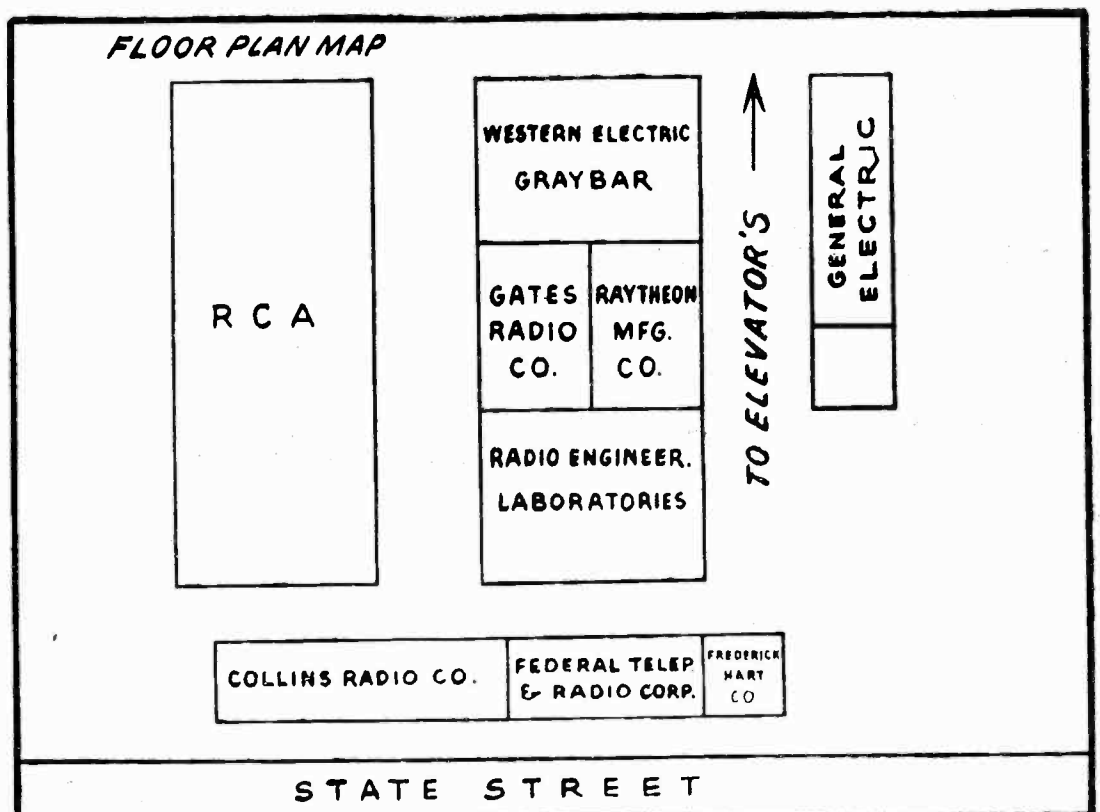 FLOOR PLAN MAP
RCA
WESTERN ELECTRIC
GRAYBAR
GATES
RADIO
CO.
RAYTHEON
MFG.
CO.
RADIO ENGINEER.
LABORATORIES
TO ELEVATOR'S
GENERAL
ELECTRIC
COLLINS RADIO CO.
FEDERAL TELEP.
& RADIO CORP.
FREDERICK
HART
CO
STATE STREET